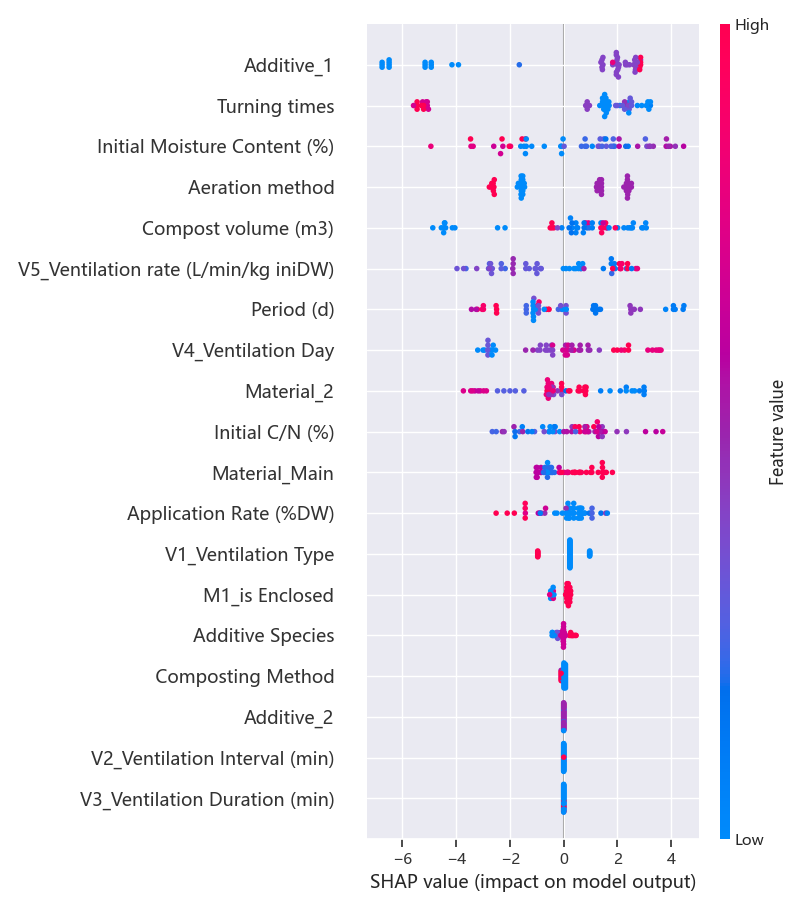 High
Additive_1
Turning times
Initial Moisture Content (%)
Aeration method
Compost volume (m3)
V5_Ventilation rate (L/min/kg iniDW)
Period (d)
V4_Ventilation Day
Material_2
Initial C/N (%)
Material_Main
Application Rate (%DW)
V1_Ventilation Type
M1_is Enclosed
Additive Species
Composting Method
Additive_2
V2_Ventilation Interval (min)
V3_Ventilation Duration (min)
Feature value
Low
−6 −4 −2 0 2 4
SHAP value (impact on model output)